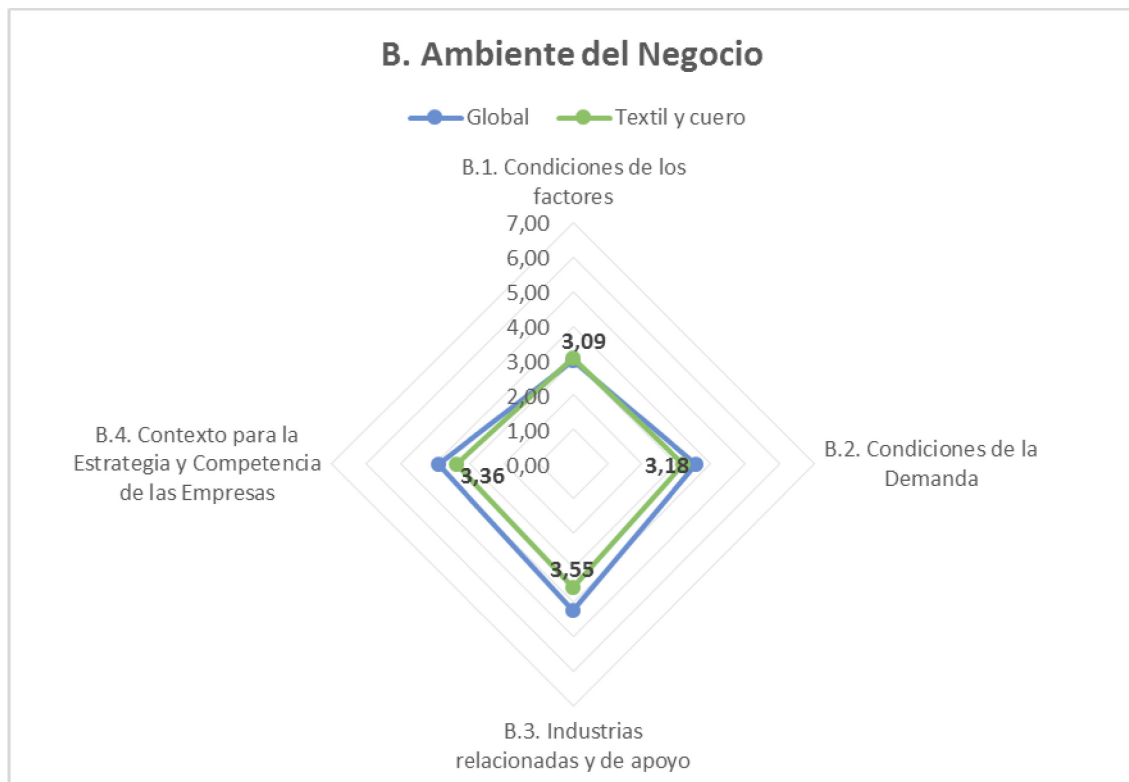 B. Ambiente del Negocio
Global
Textil y cuero
B.1. Condiciones de los
factores
7,00
6,00
5,00
4,00
3,00
2,00
1,00
0,00
3,09
3,18
3,55
3,36
B.2. Condiciones de la
Demanda
B.3. Industrias
relacionadas y de apoyo
B.4. Contexto para la
Estrategia y Competencia
de las Empresas